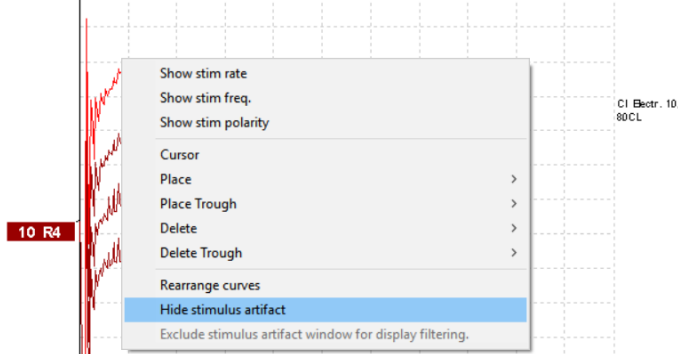 Show stim rate
Show stim freq.
Show stim polarity
CI Electr. 10
80CL
Cursor
Place
Place Trough
10 R4
Delete
Delete Trough
Rearrange curves
Hide stimulus artifact
Exclude stimulus artifact window for display filtering.